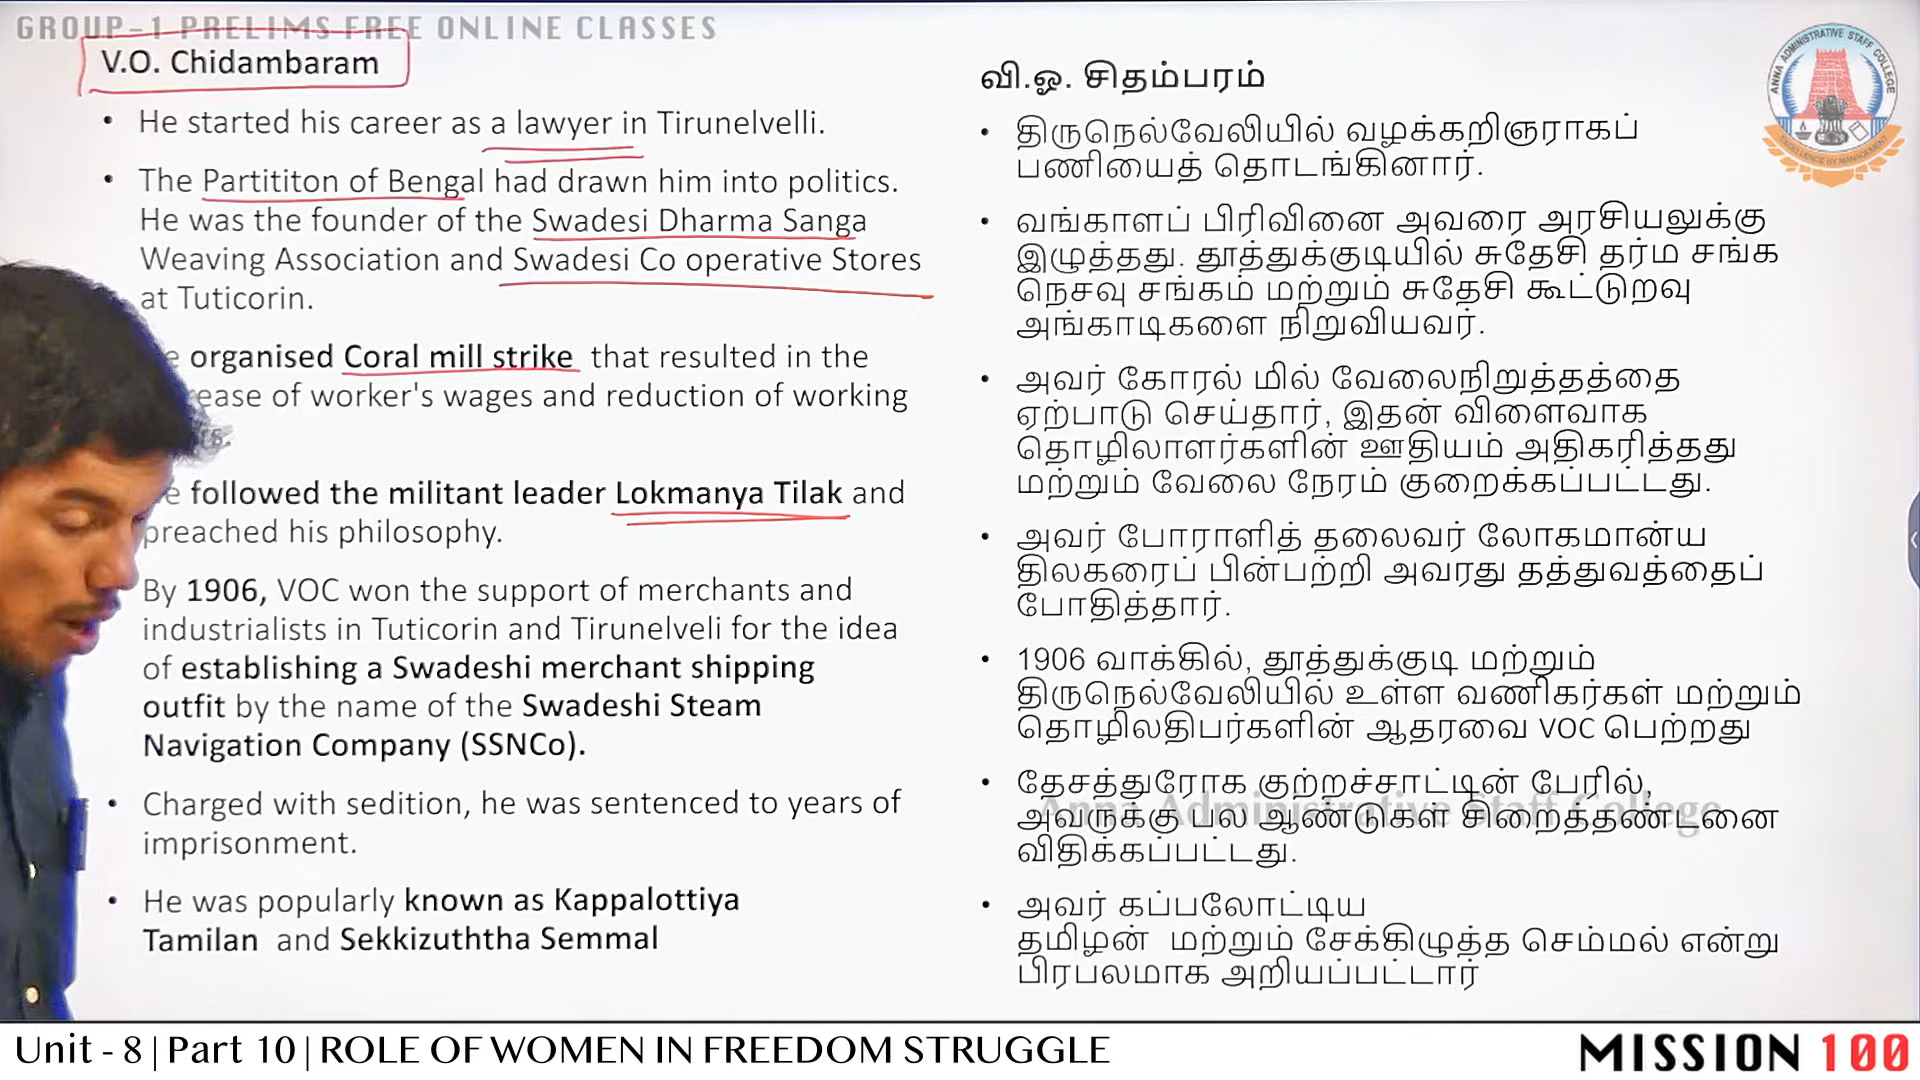 GROUP-1 PRELIMS FREE ONLINE CLASSES
V.O. Chidambaram
• He started his career as a lawyer in Tirunelvelli.
• The Partititon of Bengal had drawn him into politics.
He was the founder of the Swadesi Dharma Sanga
Weaving Association and Swadesi Co operative Stores
at Tuticorin.
organised Coral mill strike that resulted in the
of worker's wages and reduction of working
followed the militant leader Lokmanya Tilak and
preached his philosophy.
By 1906, VOC won the support of merchants and
industrialists in Tuticorin and Tirunelveli for the idea
of establishing a Swadeshi merchant shipping
outfit by the name of the Swadeshi Steam
Navigation Company (SSNCo).
• Charged with sedition, he was sentenced to years of
imprisonment.
• He was popularly known as Kappalottiya
Tamilan and Sekkizuththa Semmal
வி.ஓ. சிதம்பரம்
• திருநெல்வேலியில் வழக்கறிஞராகப்
பணியைத் தொடங்கினார்.
• வங்காளப் பிரிவினை அவரை அரசியலுக்கு
இழுத்தது. தூத்துக்குடியில் சுதேசி தர்ம சங்க
நெசவு சங்கம் மற்றும் சுதேசி கூட்டுறவு
அங்காடிகளை நிறுவியவர்.
• அவர் கோரல் மில் வேலைநிறுத்தத்தை
ஏற்பாடு செய்தார், இதன் விளைவாக
தொழிலாளர்களின் ஊதியம் அதிகரித்தது
மற்றும் வேலை நேரம் குறைக்கப்பட்டது.
• அவர் போராளித் தலைவர் லோகமான்ய
திலகரைப் பின்பற்றி அவரது தத்துவத்தைப்
போதித்தார்.
• 1906 வாக்கில், தூத்துக்குடி மற்றும்
திருநெல்வேலியில் உள்ள வணிகர்கள் மற்றும்
தொழிலதிபர்களின் ஆதரவை VOC பெற்றது
• தேசத்துரோக குற்றச்சாட்டின் பேரில்,
Anna Administrative Staff College
அவருக்கு பல ஆண்டுகள் சிறைத்தண்டனை
விதிக்கப்பட்டது.
• அவர் கப்பலோட்டிய
தமிழன் மற்றும் சேக்கிழுத்த செம்மல் என்று
பிரபலமாக அறியப்பட்டார்
ANNA ADMINISTRATIVE STAFF COLLEGE
EXCELLENCE BY MANAGEMENT
Unit - 8 | Part 10 | ROLE OF WOMEN IN FREEDOM STRUGGLE
MISSION 100